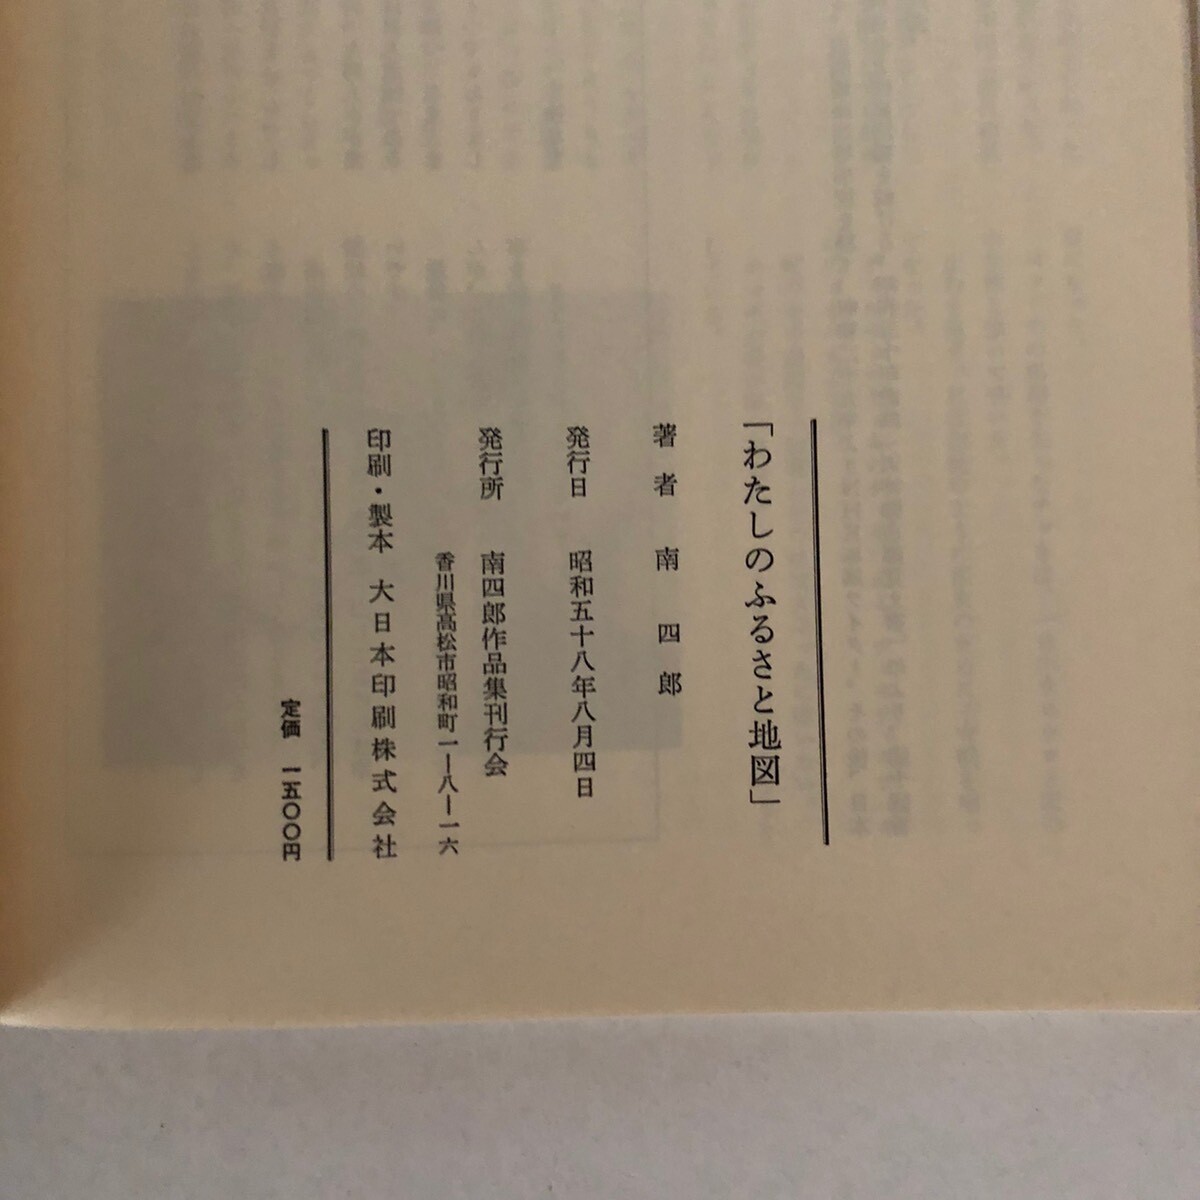 「わたしのふるさと地図」
著者 南四郎
発行日 昭和五十八年八月四日
発行所 南四郎作品集刊行会
香川県高松市昭和町一―八―一六
印刷・製本 大日本印刷株式会社
定価 一五〇〇円